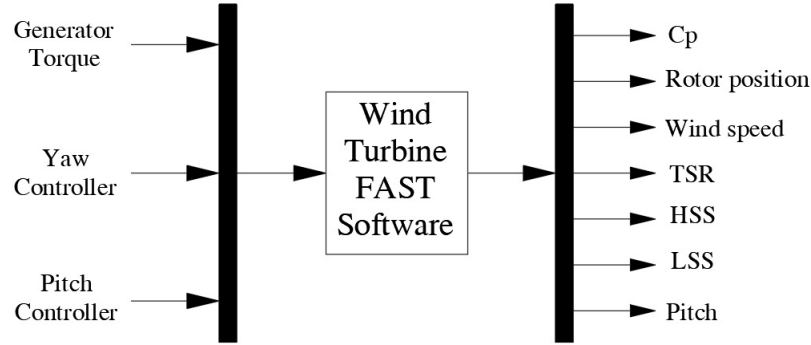 Generator
Torque
Yaw
Controller
Pitch
Controller
Wind
Turbine
FAST
Software
Cp
Rotor position
Wind speed
TSR
HSS
LSS
Pitch